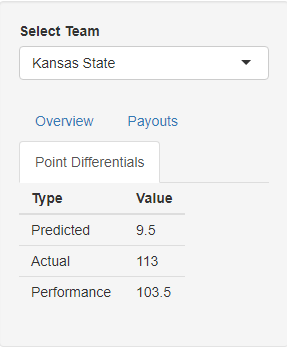 Select Team
Kansas State
Overview Payouts
Point Differentials
Type Value
Predicted 9.5
Actual 113
Performance 103.5